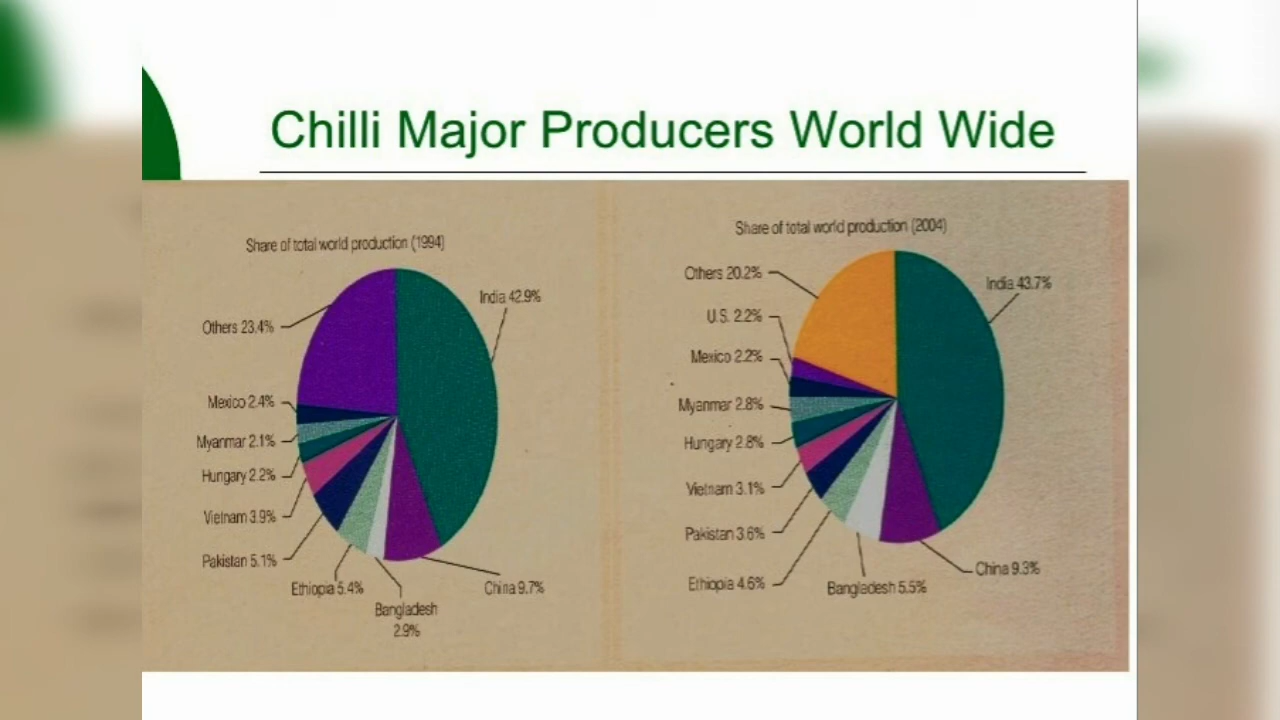 Chilli Major Producers World Wide
Share of total world production (1994)
India 42.9%
Others 23.4%
Mexico 2.4%
Myanmar 2.1%
Hungary 2.2%
Vietnam 3.9%
Pakistan 5.1%
Ethiopia 5.4%
Bangladesh
2.9%
China 9.7%
Share of total world production (2004)
Others 20.2%
India 43.7%
U.S. 2.2%
Mexico 2.2%
Myanmar 2.8%
Hungary 2.8%
Vietnam 3.1%
Pakistan 3.6%
Ethiopia 4.6%
Bangladesh 5.5%
China 9.3%